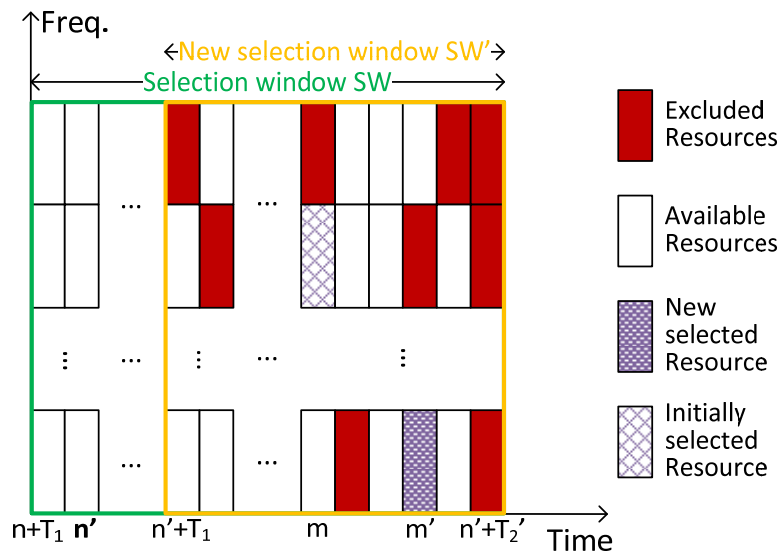 Freq.
New selection window SW'
Selection window SW
Excluded
Resources
...
...
Available
Resources
New
selected
Resource
⋮ ... ⋮ ... ⋮
Initially
selected
Resource
...
...
n+T₁ n' n'+T₁ m m' n'+T₂'
Time